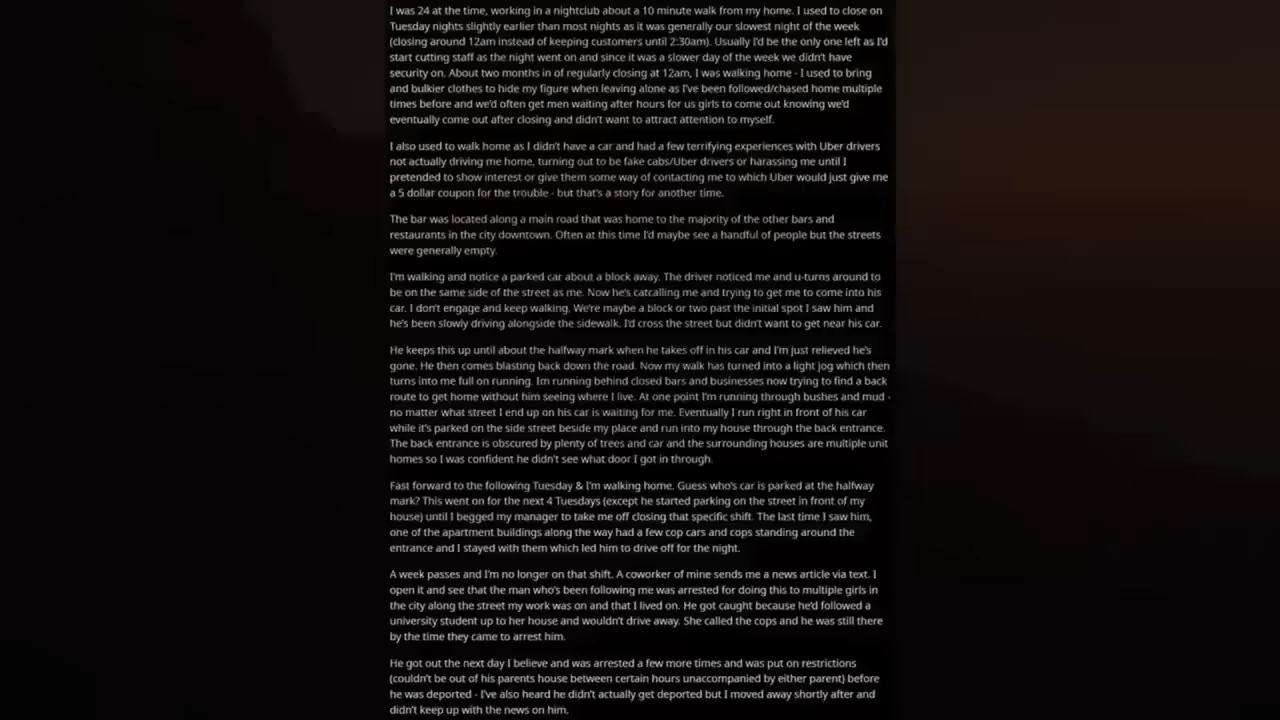 I was 24 at the time, working in a nightclub about a 10 minute walk from my home. I used to close on
Tuesday nights slightly earlier than most nights as it was generally our slowest night of the week
(closing around 12am instead of keeping customers until 2:30am). Usually I'd be the only one left as I'd
start cutting staff as the night went on and since it was a slower day of the week we didn't have
security on. About two months in of regularly closing at 12am, I was walking home - I used to bring
and bulkier clothes to hide my figure when leaving alone as I've been followed/chased home multiple
times before and we'd often get men waiting after hours for us girls to come out knowing we'd
eventually come out after closing and didn't want to attract attention to myself.
I also used to walk home as I didn't have a car and had a few terrifying experiences with Uber drivers
not actually driving me home, turning out to be fake cabs/Uber drivers or harassing me until I
pretended to show interest or give them some way of contacting me to which Uber would just give me
a 5 dollar coupon for the trouble - but that's a story for another time.
The bar was located along a main road that was home to the majority of the other bars and
restaurants in the city downtown. Often at this time I'd maybe see a handful of people but the streets
were generally empty.
I'm walking and notice a parked car about a block away. The driver noticed me and u-turns around to
be on the same side of the street as me. Now he's catcalling me and trying to get me to come into his
car. I don't engage and keep walking. We're maybe a block or two past the initial spot I saw him and
he's been slowly driving alongside the sidewalk. I'd cross the street but didn't want to get near his car.
He keeps this up until about the halfway mark when he takes off in his car and I'm just relieved he's
gone. He then comes blasting back down the road. Now my walk has turned into a light jog which then
turns into me full on running. Im running behind closed bars and businesses now trying to find a back
route to get home without him seeing where I live. At one point I'm running through bushes and mud -
no matter what street I end up on his car is waiting for me. Eventually I run right in front of his car
while it's parked on the side street beside my place and run into my house through the back entrance.
The back entrance is obscured by plenty of trees and car and the surrounding houses are multiple unit
homes so I was confident he didn't see what door I got in through.
Fast forward to the following Tuesday & I'm walking home. Guess who's car is parked at the halfway
mark? This went on for the next 4 Tuesdays (except he started parking on the street in front of my
house) until I begged my manager to take me off closing that specific shift. The last time I saw him,
one of the apartment buildings along the way had a few cop cars and cops standing around the
entrance and I stayed with them which led him to drive off for the night.
A week passes and I'm no longer on that shift. A coworker of mine sends me a news article via text. I
open it and see that the man who's been following me was arrested for doing this to multiple girls in
the city along the street my work was on and that I lived on. He got caught because he'd followed a
university student up to her house and wouldn't drive away. She called the cops and he was still there
by the time they came to arrest him.
He got out the next day I believe and was arrested a few more times and was put on restrictions
(couldn't be out of his parents house between certain hours unaccompanied by either parent) before
he was deported - I've also heard he didn't actually get deported but I moved away shortly after and
didn't keep up with the news on him.